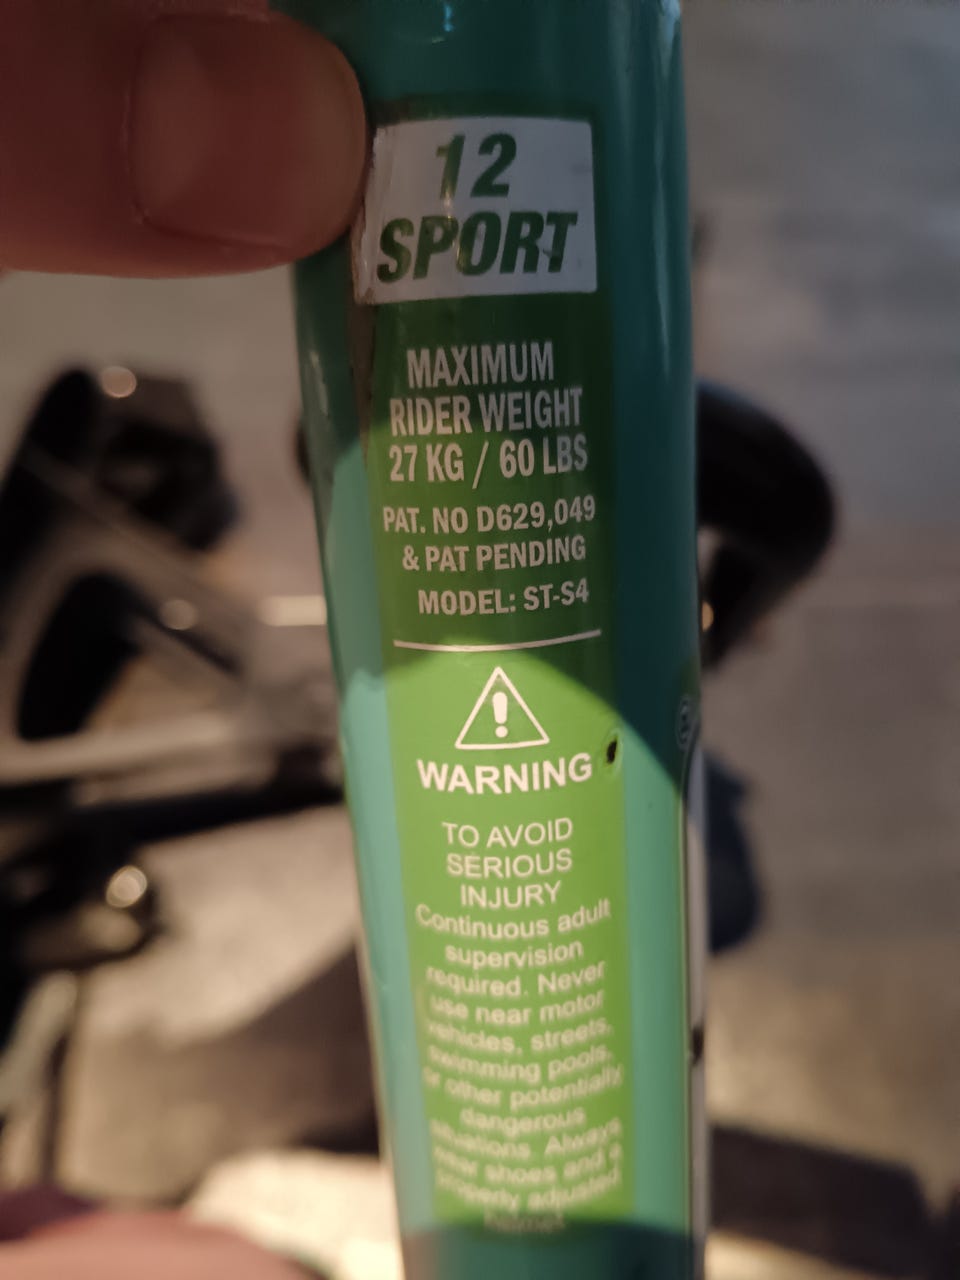 12
SPORT
MAXIMUM
RIDER WEIGHT
27 KG / 60 LBS
PAT. NO D629,049
& PAT PENDING
MODEL: ST-S4
WARNING
TO AVOID
SERIOUS
INJURY
Continuous adult
supervision
required. Never
use near motor
vehicles, streets,
swimming pools,
or other potentially
dangerous
situations. Always
wear shoes and a
properly adjusted
helmet